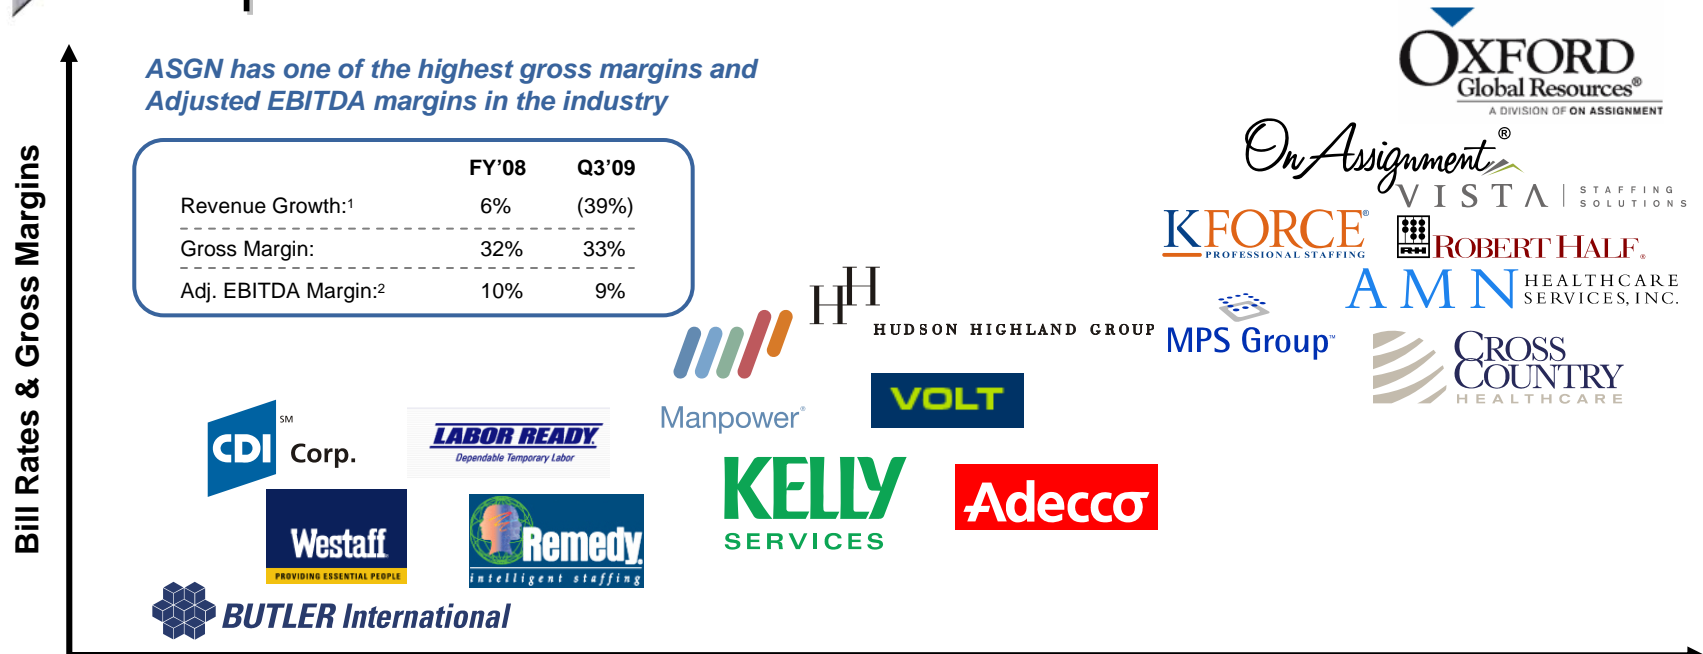 ASGN has one of the highest gross margins and
Adjusted EBITDA margins in the industry
FY'08 Q3'09
Revenue Growth:1 6% (39%)
Gross Margin: 32% 33%
Adj. EBITDA Margin:2 10% 9%
Bill Rates & Gross Margins
OXFORD
Global Resources®
A DIVISION OF ON ASSIGNMENT
On Assignment®
VISTA | STAFFING SOLUTIONS
KFORCE®
PROFESSIONAL STAFFING
RH ROBERT HALF®
AMN HEALTHCARE SERVICES, INC.
HH
HUDSON HIGHLAND GROUP
MPS Group™
CROSS
COUNTRY
HEALTHCARE
Manpower®
VOLT
CDI Corp. SM
LABOR READY.
Dependable Temporary Labor
KELLY
SERVICES
Adecco
Westaff
PROVIDING ESSENTIAL PEOPLE
Remedy.
intelligent staffing
BUTLER International